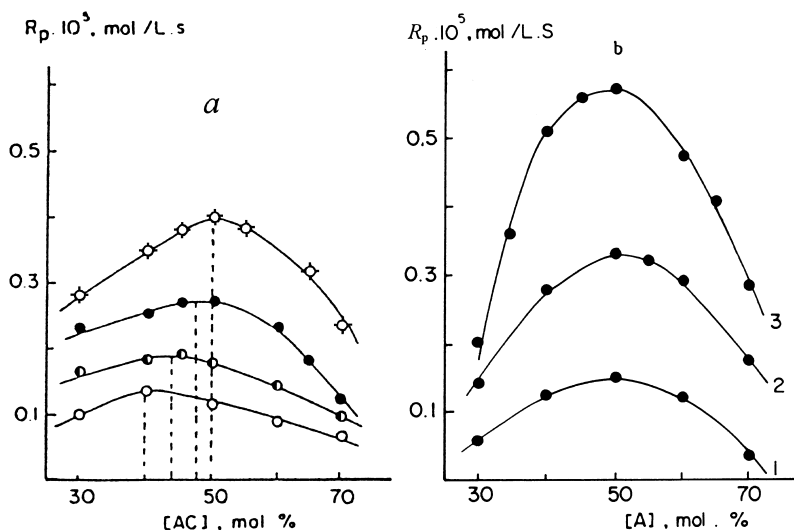 Rp.10³, mol/L.s
a
0.5
0.3
0.1
30 50 70
[AC], mol %
Rp.10⁵, mol/L.S
b
0.5
0.3
0.1
3
2
1
30 50 70
[A], mol. %